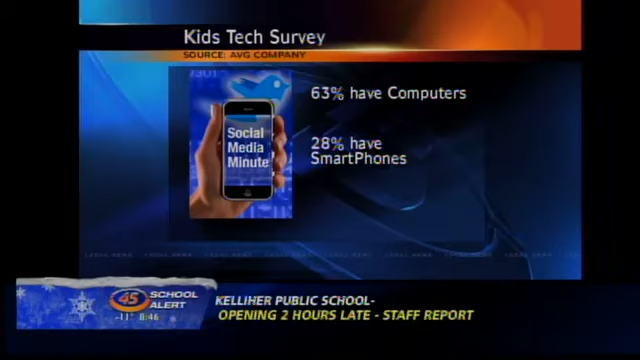 Kids Tech Survey
SOURCE: AVG COMPANY
63% have Computers
28% have
SmartPhones
Social
Media
Minute
45 SCHOOL
ALERT
-11° 8:46
KELLIHER PUBLIC SCHOOL-
OPENING 2 HOURS LATE - STAFF REPORT